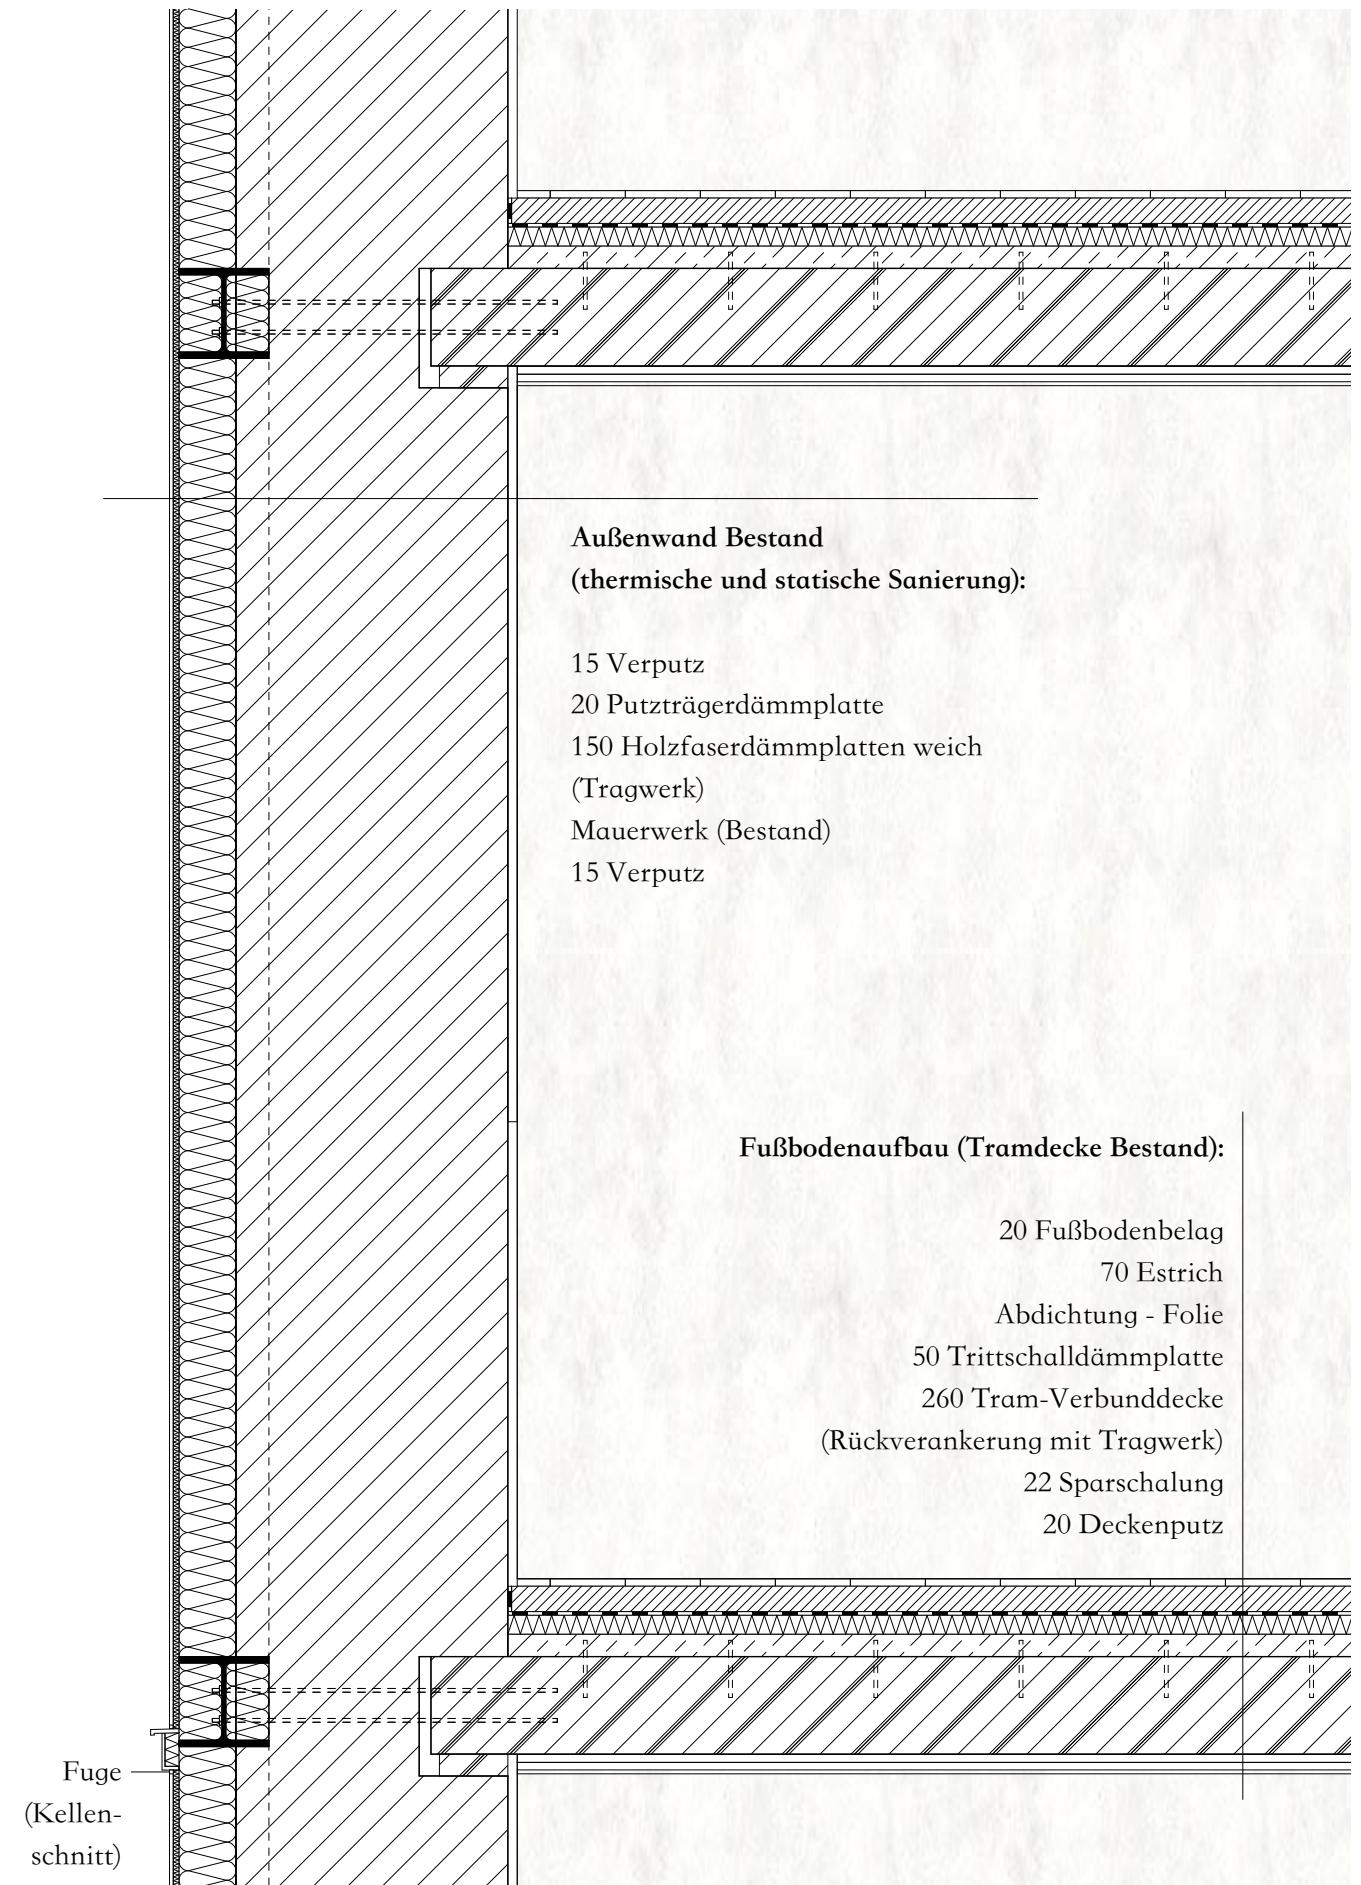 Außenwand Bestand
(thermische und statische Sanierung):
15 Verputz
20 Putzträgerdämmplatte
150 Holzfaserdämmplatten weich
(Tragwerk)
Mauerwerk (Bestand)
15 Verputz
Fußbodenaufbau (Tramdecke Bestand):
20 Fußbodenbelag
70 Estrich
Abdichtung - Folie
50 Trittschalldämmplatte
260 Tram-Verbunddecke
(Rückverankerung mit Tragwerk)
22 Sparschalung
20 Deckenputz
Fuge
(Kellen-
schnitt)